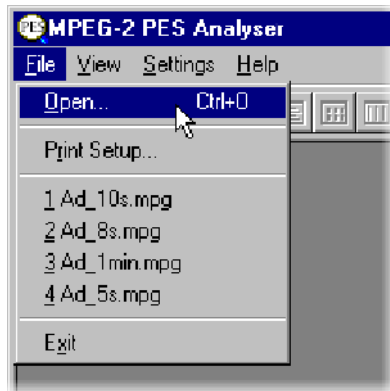 PES MPEG-2 PES Analyser
File View Settings Help
Open... Ctrl+O
Print Setup...
1 Ad_10s.mpg
2 Ad_8s.mpg
3 Ad_1min.mpg
4 Ad_5s.mpg
Exit